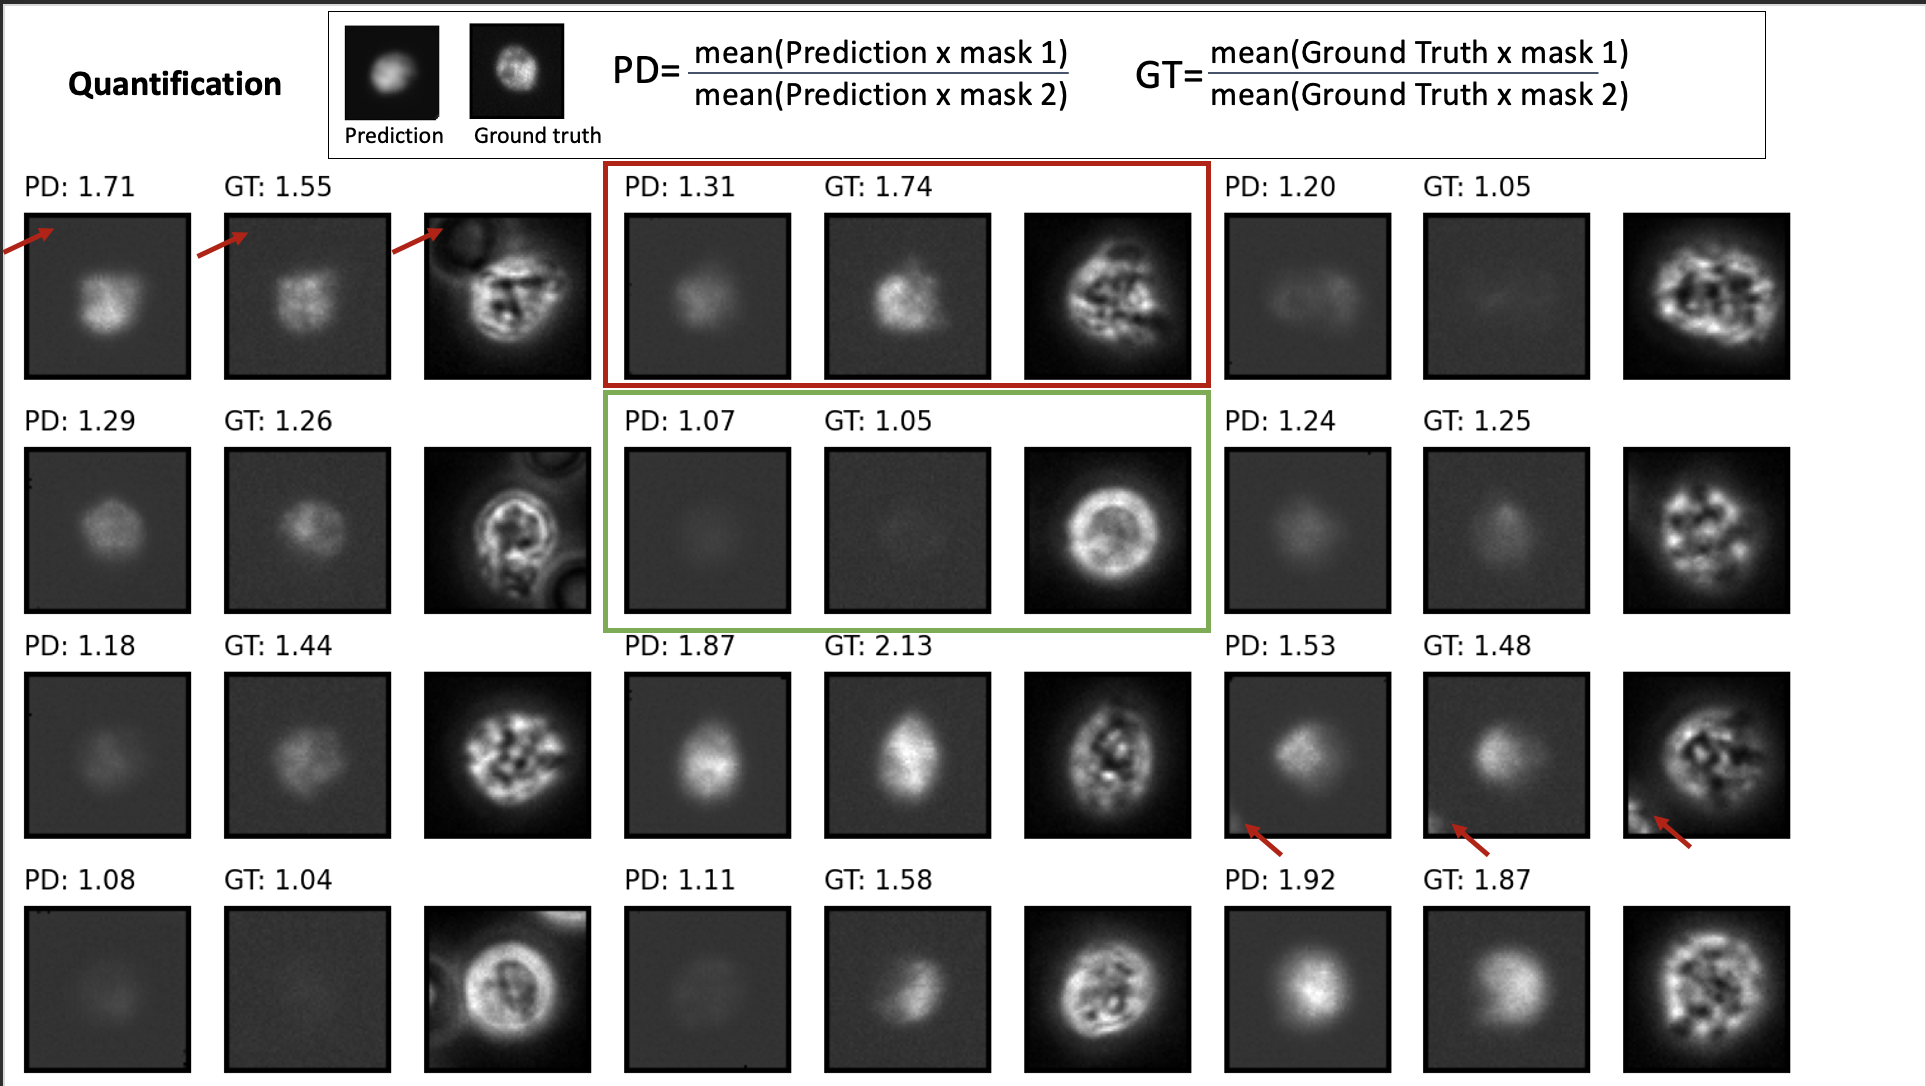 Quantification
Prediction
Ground truth
PD= mean(Prediction x mask 1)
mean(Prediction x mask 2)
GT= mean(Ground Truth x mask 1)
mean(Ground Truth x mask 2)
PD: 1.71 GT: 1.55 PD: 1.31 GT: 1.74 PD: 1.20 GT: 1.05
PD: 1.29 GT: 1.26 PD: 1.07 GT: 1.05 PD: 1.24 GT: 1.25
PD: 1.18 GT: 1.44 PD: 1.87 GT: 2.13 PD: 1.53 GT: 1.48
PD: 1.08 GT: 1.04 PD: 1.11 GT: 1.58 PD: 1.92 GT: 1.87